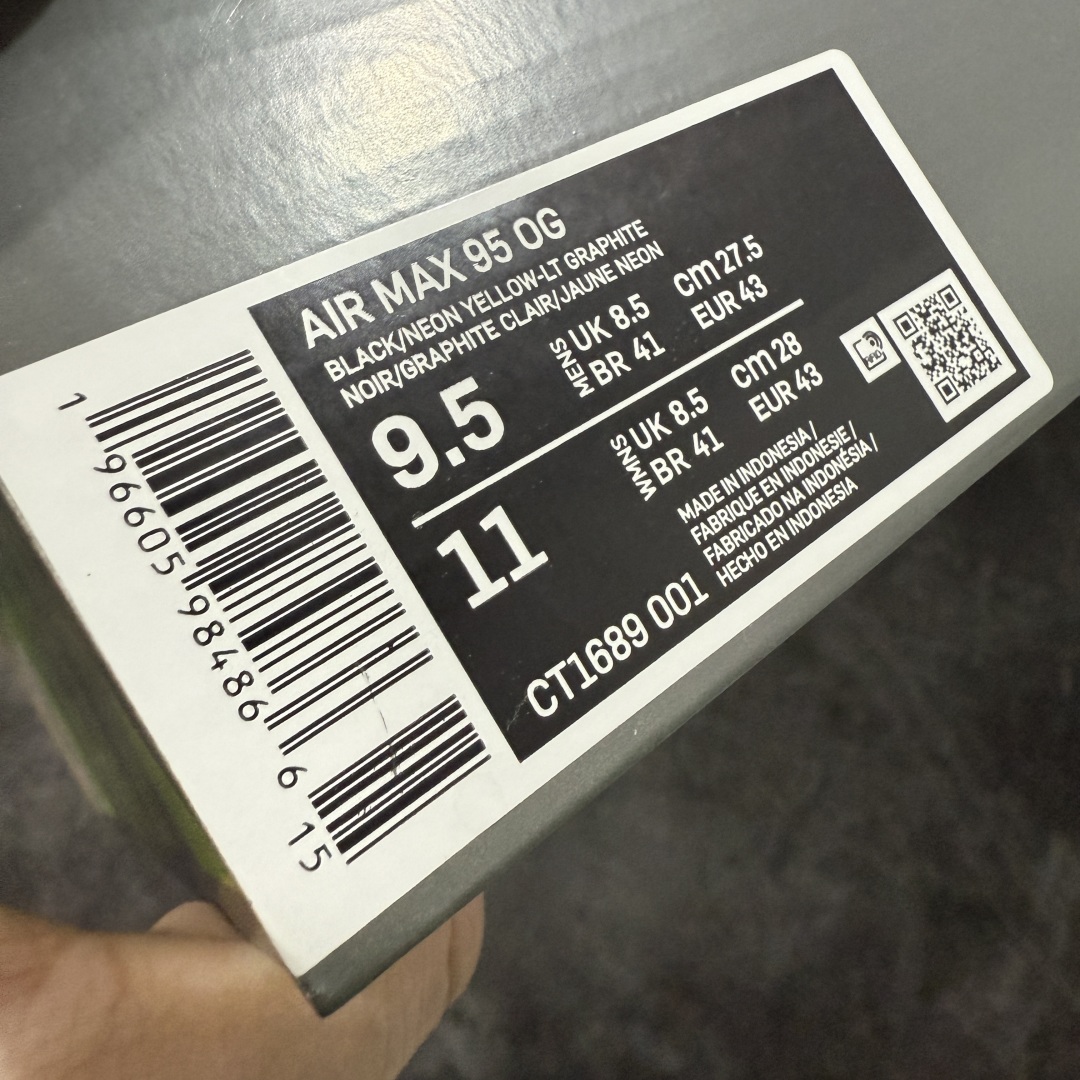 AIR MAX 95 OG
BLACK/NEON YELLOW-LT GRAPHITE
NOIR/GRAPHITE CLAIR/JAUNE NEON
9.5
MENS
UK 8.5
cm 27.5
BR 41
EUR 43
11
WMNS
UK 8.5
cm 28
BR 41
EUR 43
CT1689 001
MADE IN INDONESIA /
FABRIQUE EN INDONESIE /
FABRICADO NA INDONÉSIA /
HECHO EN INDONESIA
RFID
1 96605 98486 6
15